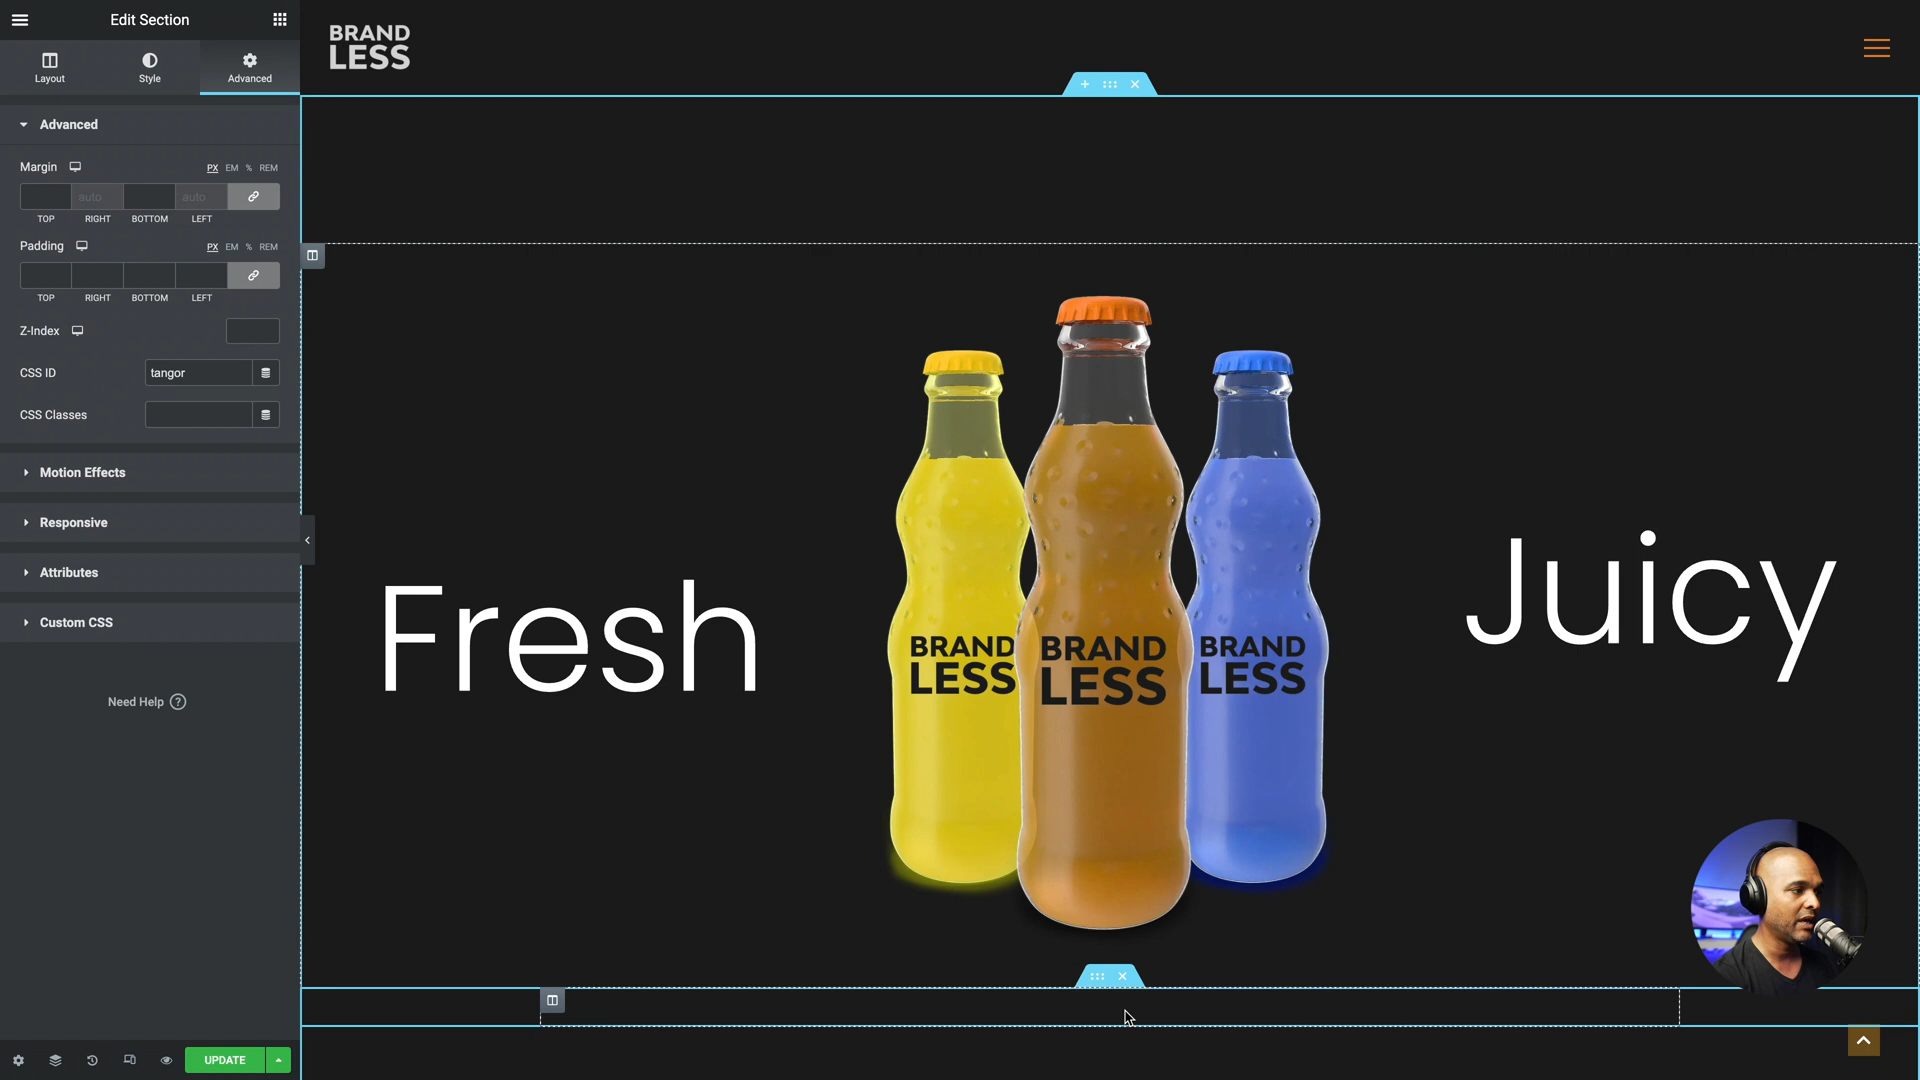 Edit Section
Layout
Style
Advanced
Advanced
Margin
PX EM % REM
auto
auto
TOP RIGHT BOTTOM LEFT
Padding
PX EM % REM
TOP RIGHT BOTTOM LEFT
Z-Index
CSS ID
tangor
CSS Classes
Motion Effects
Responsive
Attributes
Custom CSS
Need Help ?
UPDATE
BRAND
LESS
Fresh
BRAND
LESS
BRAND
LESS
BRAND
LESS
Juicy